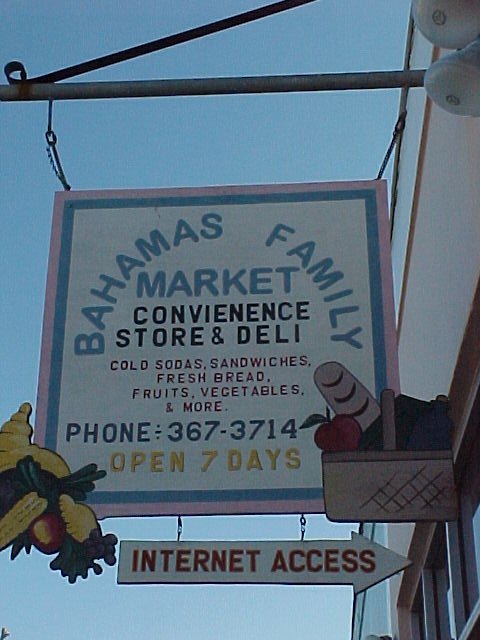 BAHAMAS FAMILY
MARKET
CONVIENENCE
STORE & DELI
COLD SODAS, SANDWICHES,
FRESH BREAD,
FRUITS, VEGETABLES,
& MORE.
PHONE: 367-3714
OPEN 7 DAYS
INTERNET ACCESS